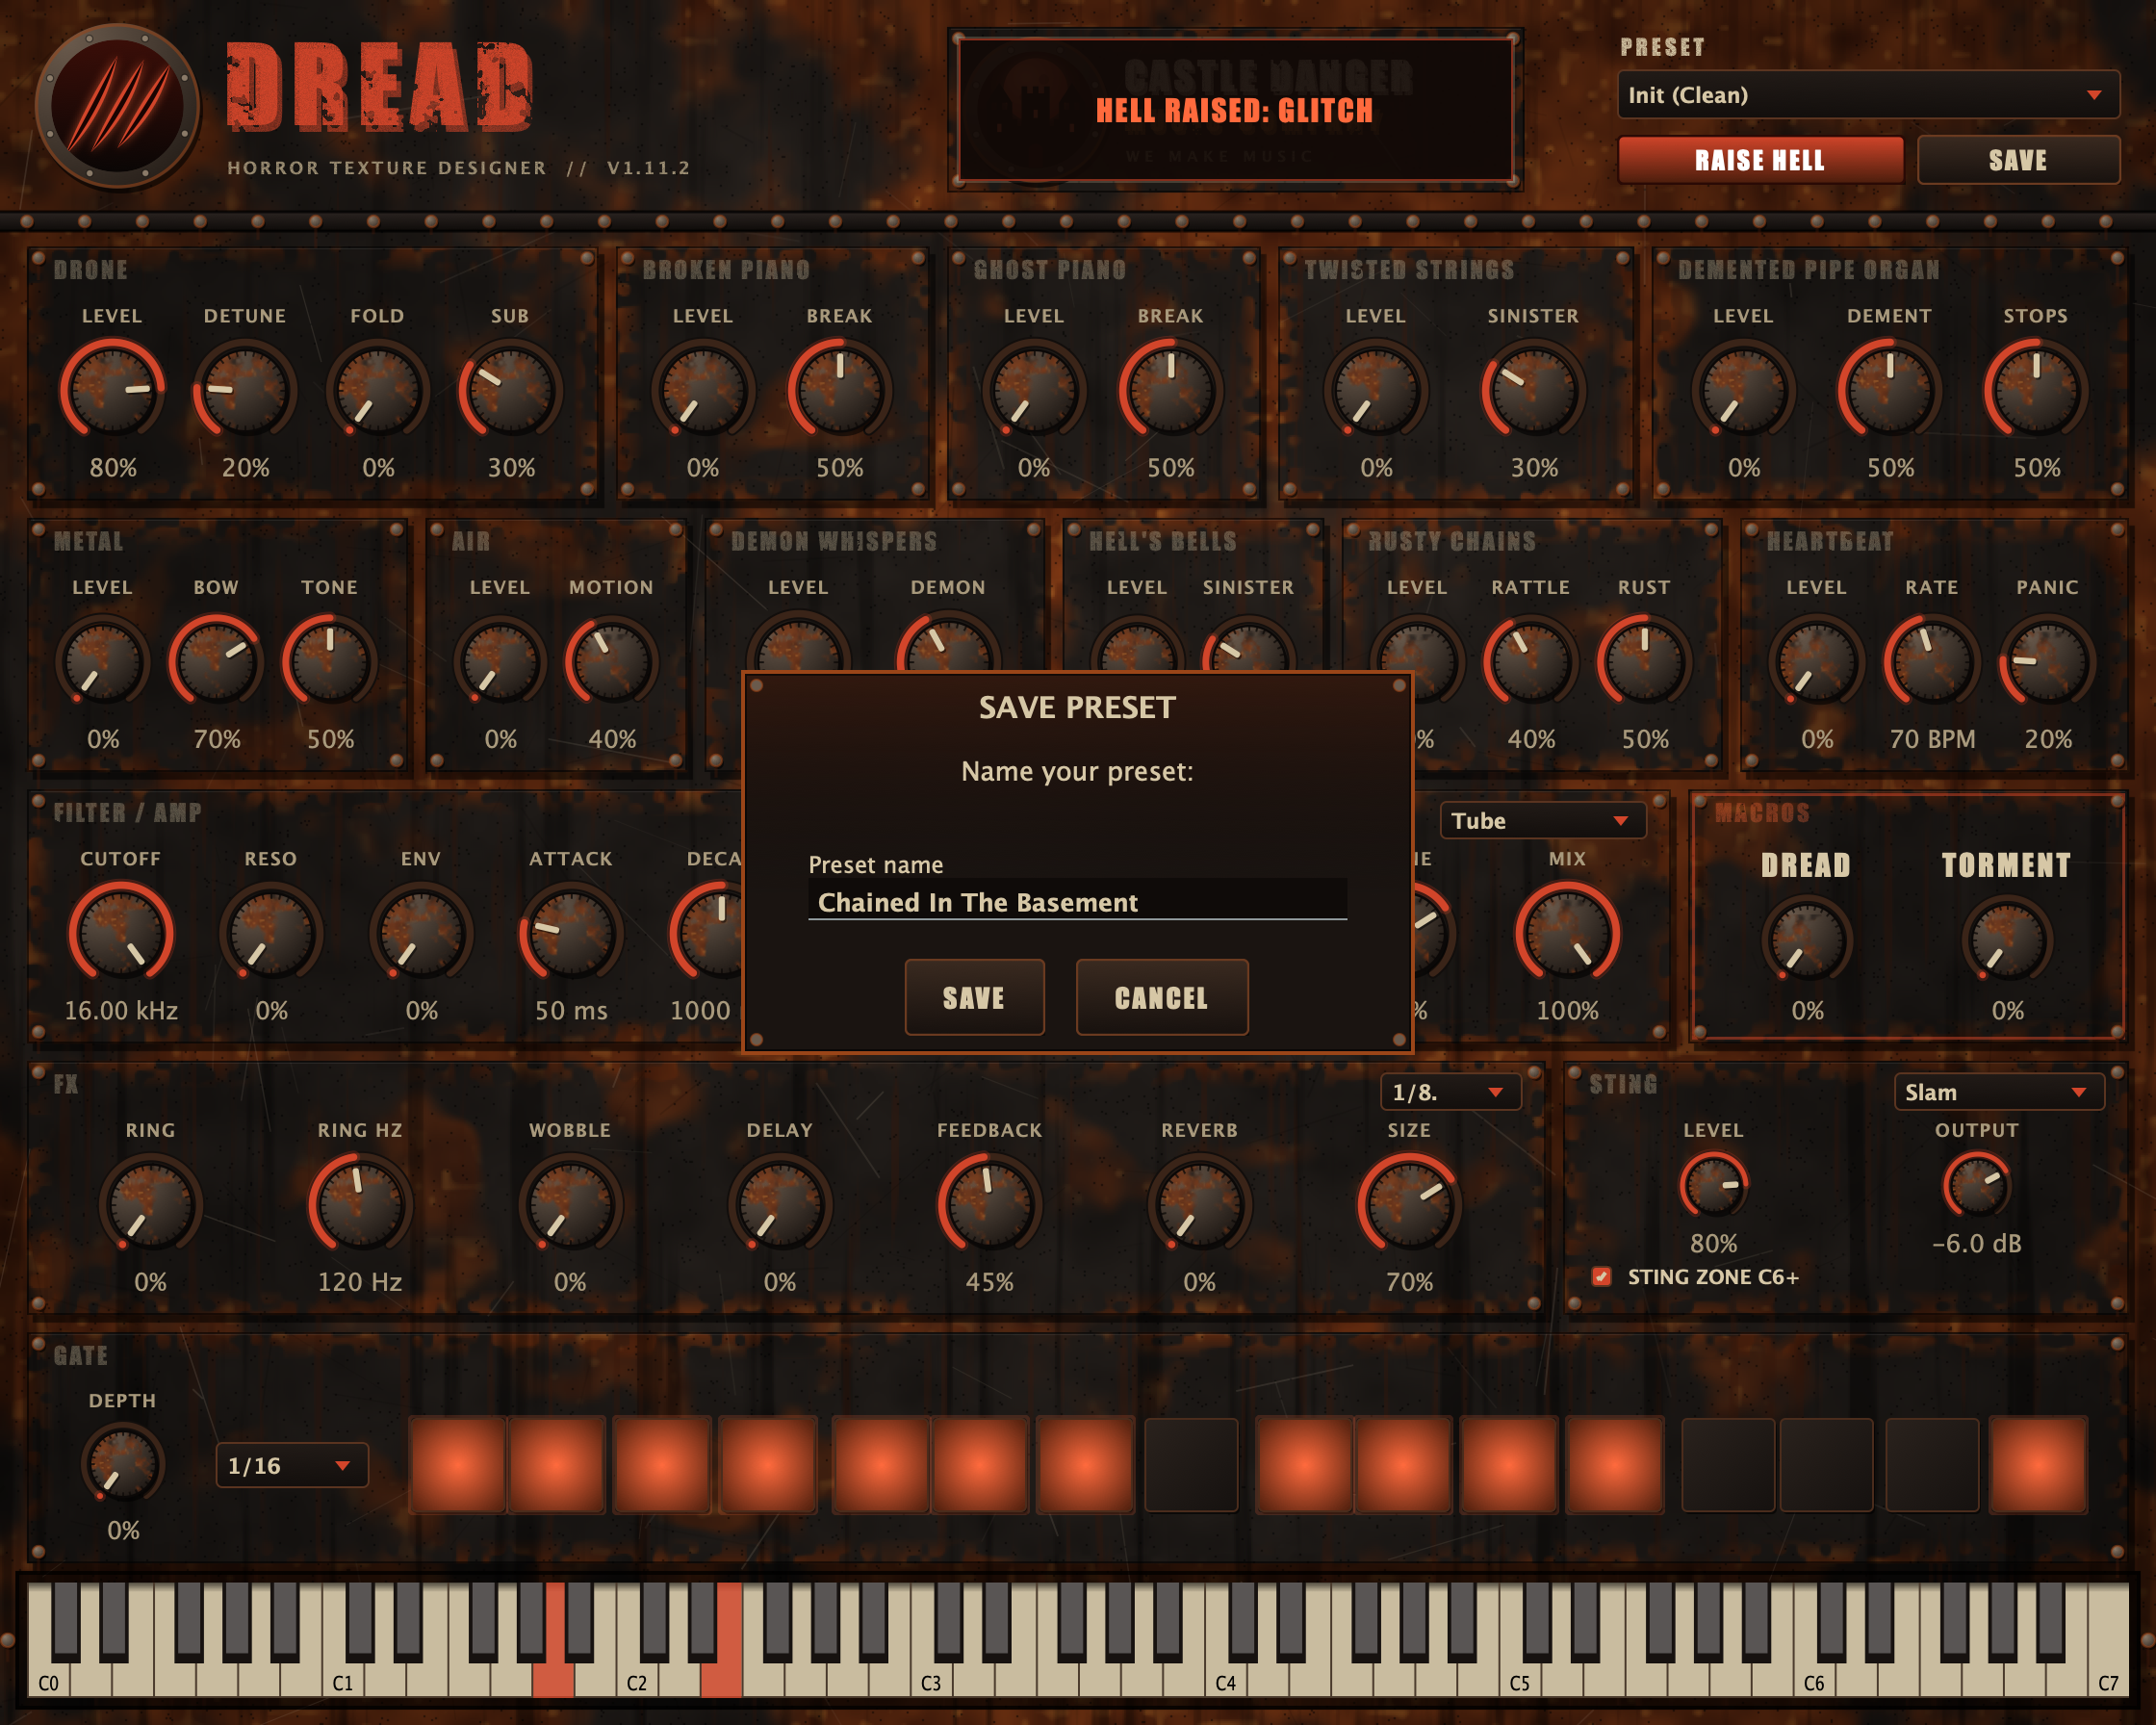 DREAD
HORROR TEXTURE DESIGNER // V1.11.2
CASTLE DANGER
HELL RAISED: GLITCH
WE MAKE MUSIC
PRESET
Init (Clean)
RAISE HELL
SAVE
DRONE
LEVEL DETUNE FOLD SUB
80% 20% 0% 30%
BROKEN PIANO
LEVEL BREAK
0% 50%
GHOST PIANO
LEVEL BREAK
0% 50%
TWISTED STRINGS
LEVEL SINISTER
0% 30%
DEMENTED PIPE ORGAN
LEVEL DEMENT STOPS
0% 50% 50%
METAL
LEVEL BOW TONE
0% 70% 50%
AIR
LEVEL MOTION
0% 40%
DEMON WHISPERS
LEVEL DEMON
HELL'S BELLS
LEVEL SINISTER
RUSTY CHAINS
LEVEL RATTLE RUST
% 40% 50%
HEARTBEAT
LEVEL RATE PANIC
0% 70 BPM 20%
SAVE PRESET
Name your preset:
Preset name
Chained In The Basement
SAVE CANCEL
FILTER / AMP
CUTOFF RESO ENV ATTACK DECA
16.00 kHz 0% 0% 50 ms 1000
Tube
MIX
% 100%
MACROS
DREAD TORMENT
0% 0%
FX
1/8.
RING RING HZ WOBBLE DELAY FEEDBACK REVERB SIZE
0% 120 Hz 0% 0% 45% 0% 70%
STING
Slam
LEVEL OUTPUT
80% -6.0 dB
STING ZONE C6+
GATE
DEPTH
1/16
0%
C0 C1 C2 C3 C4 C5 C6 C7